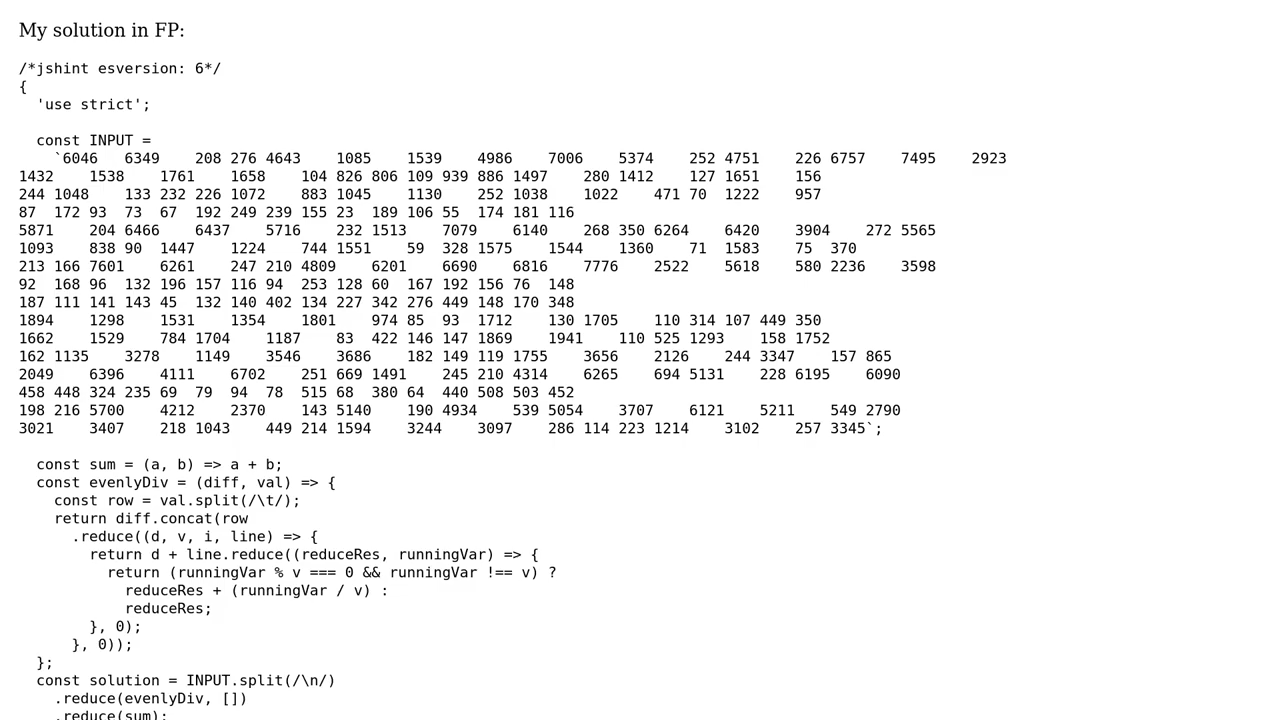 My solution in FP:
/*jshint esversion: 6*/
{
  'use strict';
  const INPUT =
    `6046   6349    208 276 4643    1085    1539    4986    7006    5374    252 4751    226 6757    7495    2923
1432    1538    1761    1658    104 826 806 109 939 886 1497    280 1412    127 1651    156
244 1048    133 232 226 1072    883 1045    1130    252 1038    1022    471 70  1222    957
87  172 93  73  67  192 249 239 155 23  189 106 55  174 181 116
5871    204 6466    6437    5716    232 1513    7079    6140    268 350 6264    6420    3904    272 5565
1093    838 90  1447    1224    744 1551    59  328 1575    1544    1360    71  1583    75  370
213 166 7601    6261    247 210 4809    6201    6690    6816    7776    2522    5618    580 2236    3598
92  168 96  132 196 157 116 94  253 128 60  167 192 156 76  148
187 111 141 143 45  132 140 402 134 227 342 276 449 148 170 348
1894    1298    1531    1354    1801    974 85  93  1712    130 1705    110 314 107 449 350
1662    1529    784 1704    1187    83  422 146 147 1869    1941    110 525 1293    158 1752
162 1135    3278    1149    3546    3686    182 149 119 1755    3656    2126    244 3347    157 865
2049    6396    4111    6702    251 669 1491    245 210 4314    6265    694 5131    228 6195    6090
458 448 324 235 69  79  94  78  515 68  380 64  440 508 503 452
198 216 5700    4212    2370    143 5140    190 4934    539 5054    3707    6121    5211    549 2790
3021    3407    218 1043    449 214 1594    3244    3097    286 114 223 1214    3102    257 3345`;
  const sum = (a, b) => a + b;
  const evenlyDiv = (diff, val) => {
    const row = val.split(/\t/);
    return diff.concat(row
      .reduce((d, v, i, line) => {
        return d + line.reduce((reduceRes, runningVar) => {
          return (runningVar % v === 0 && runningVar !== v) ?
            reduceRes + (runningVar / v) :
            reduceRes;
        }, 0);
      }, 0));
  };
  const solution = INPUT.split(/\n/)
    .reduce(evenlyDiv, [])
    .reduce(sum);